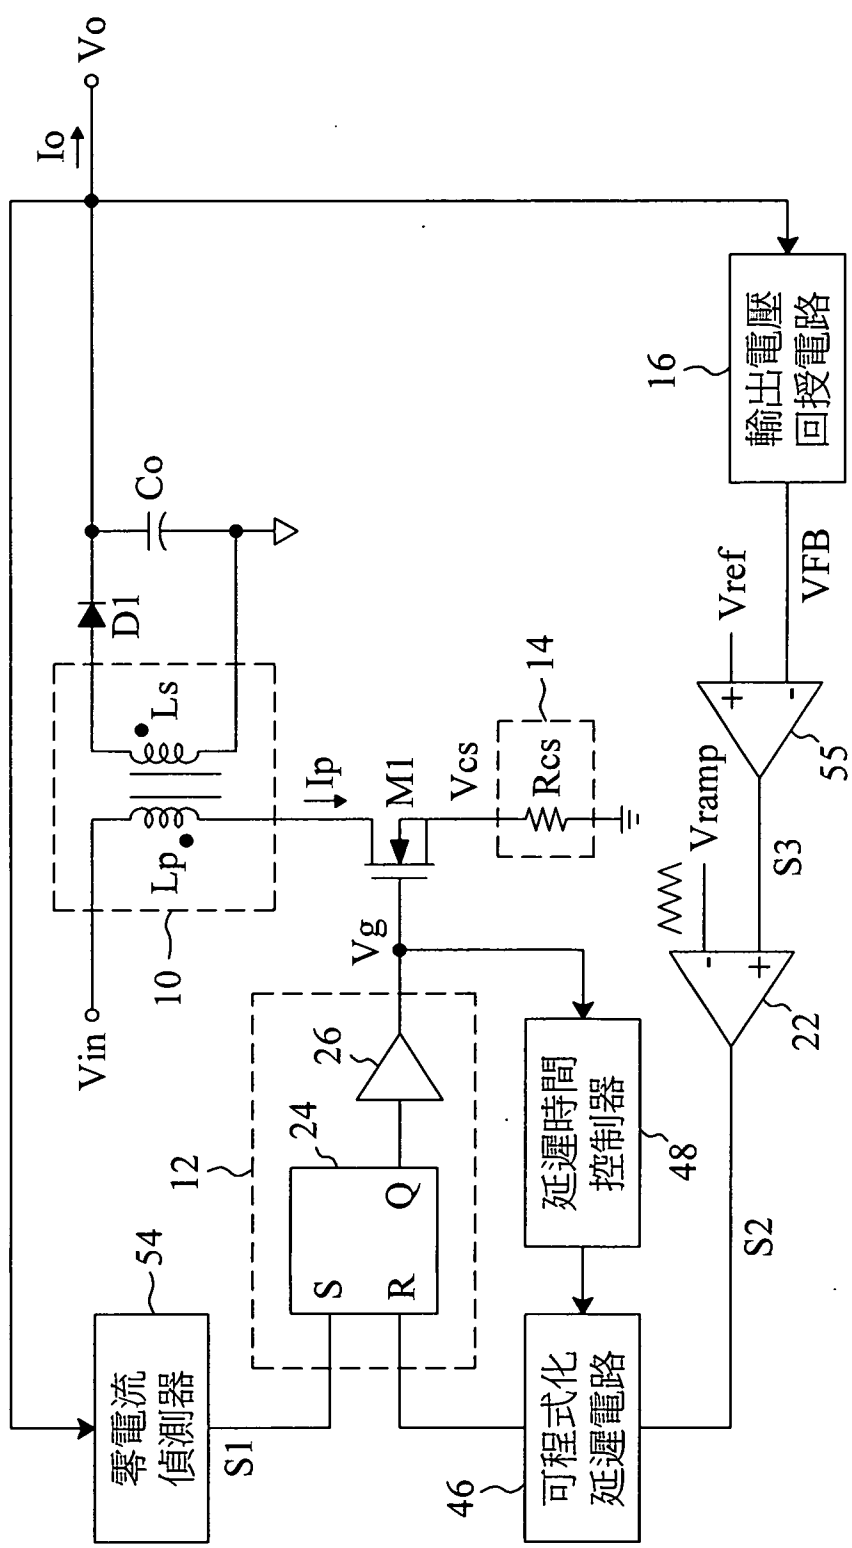 Vin
10
Lp
Ls
D1
Co
Io
Vo
Ip
零電流
偵測器
54
S1
12
24
S
R
Q
26
Vg
M1
Vcs
Rcs
14
可程式化
延遲電路
46
延遲時間
控制器
48
S2
22
Vramp
-
+
S3
55
Vref
+
-
VFB
輸出電壓
回授電路
16